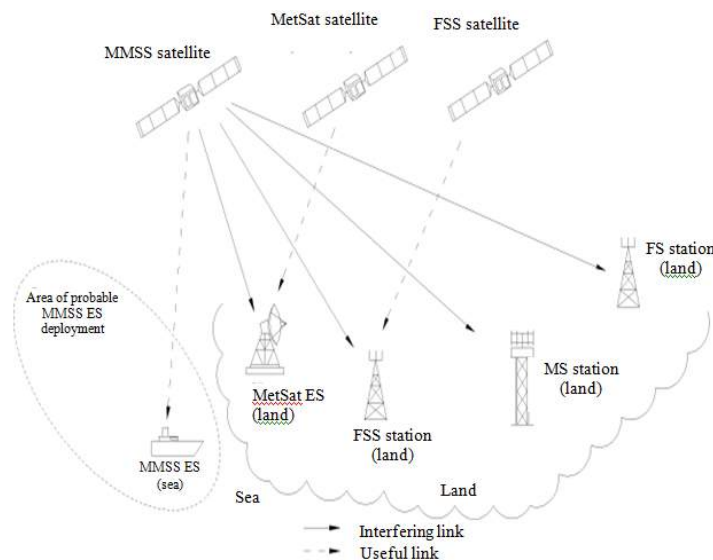 MetSat satellite
FSS satellite
MMSS satellite
FS station
(land)
Area of probable
MMSS ES
deployment
MetSat ES
(land)
MS station
(land)
FSS station
(land)
MMSS ES
(sea)
Sea
Land
Interfering link
Useful link